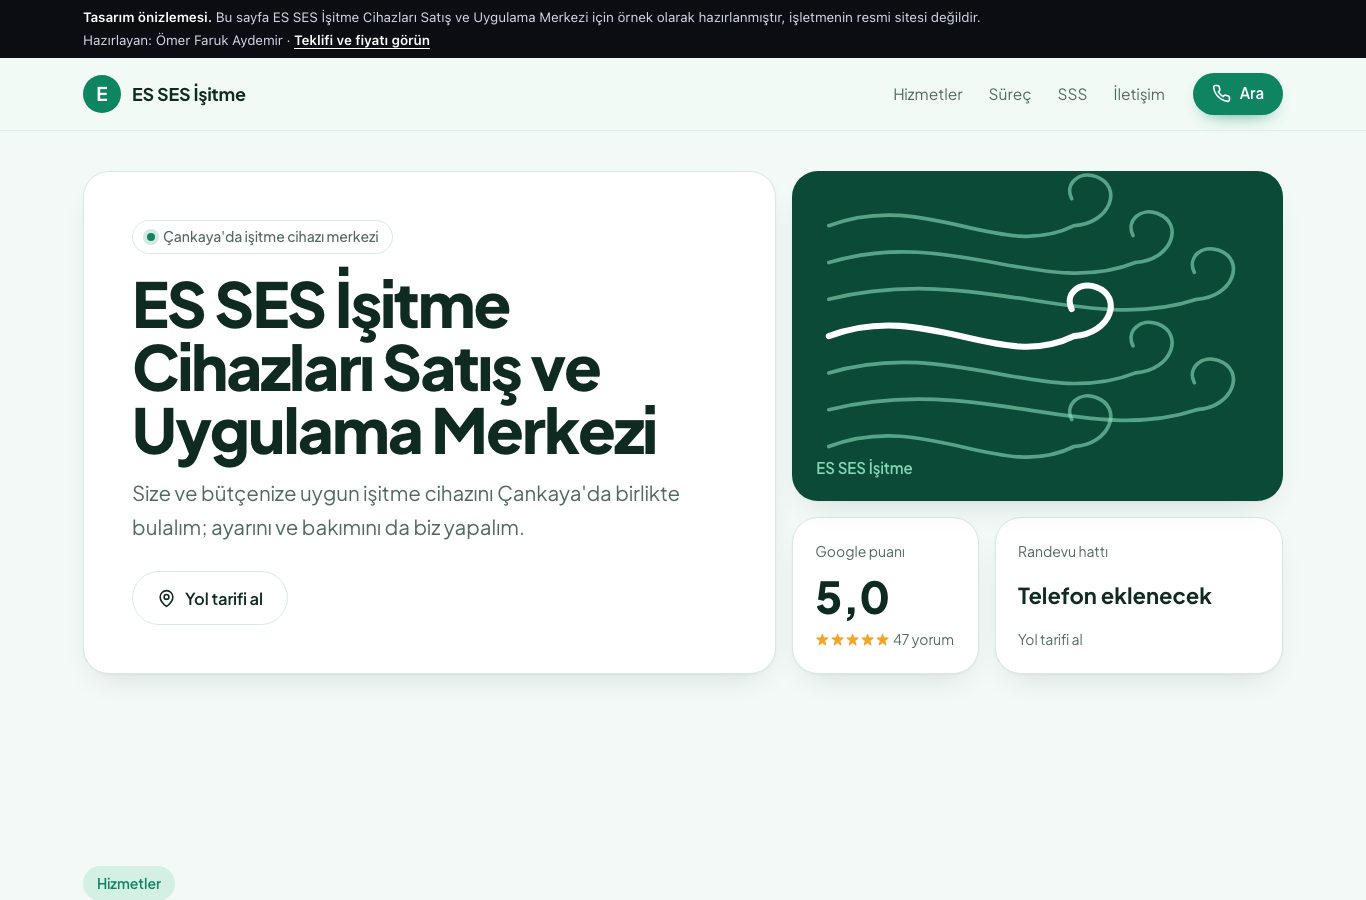 Tasarım önizlemesi. Bu sayfa ES SES İşitme Cihazları Satış ve Uygulama Merkezi için örnek olarak hazırlanmıştır, işletmenin resmi sitesi değildir.
Hazırlayan: Ömer Faruk Aydemir · Teklifi ve fiyatı görün
E ES SES İşitme
Hizmetler Süreç SSS İletişim Ara
Çankaya'da işitme cihazı merkezi
ES SES İşitme
Cihazları Satış ve
Uygulama Merkezi
Size ve bütçenize uygun işitme cihazını Çankaya'da birlikte
bulalım; ayarını ve bakımını da biz yapalım.
Yol tarifi al
ES SES İşitme
Google puanı
5,0
47 yorum
Randevu hattı
Telefon eklenecek
Yol tarifi al
Hizmetler